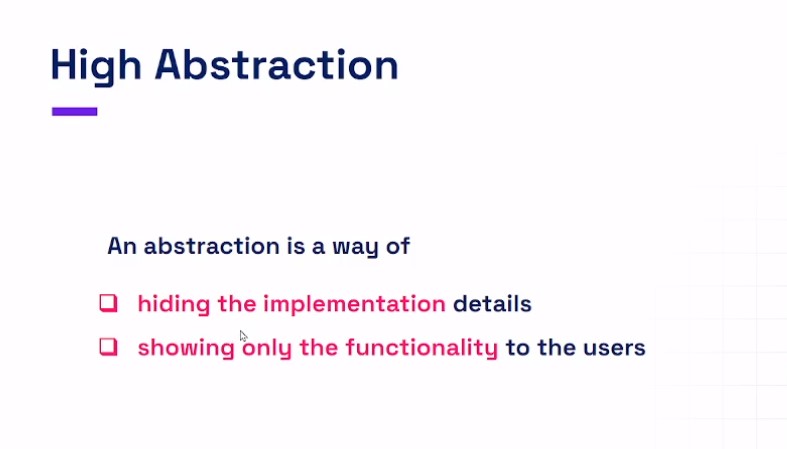 High Abstraction
An abstraction is a way of
hiding the implementation details
showing only the functionality to the users